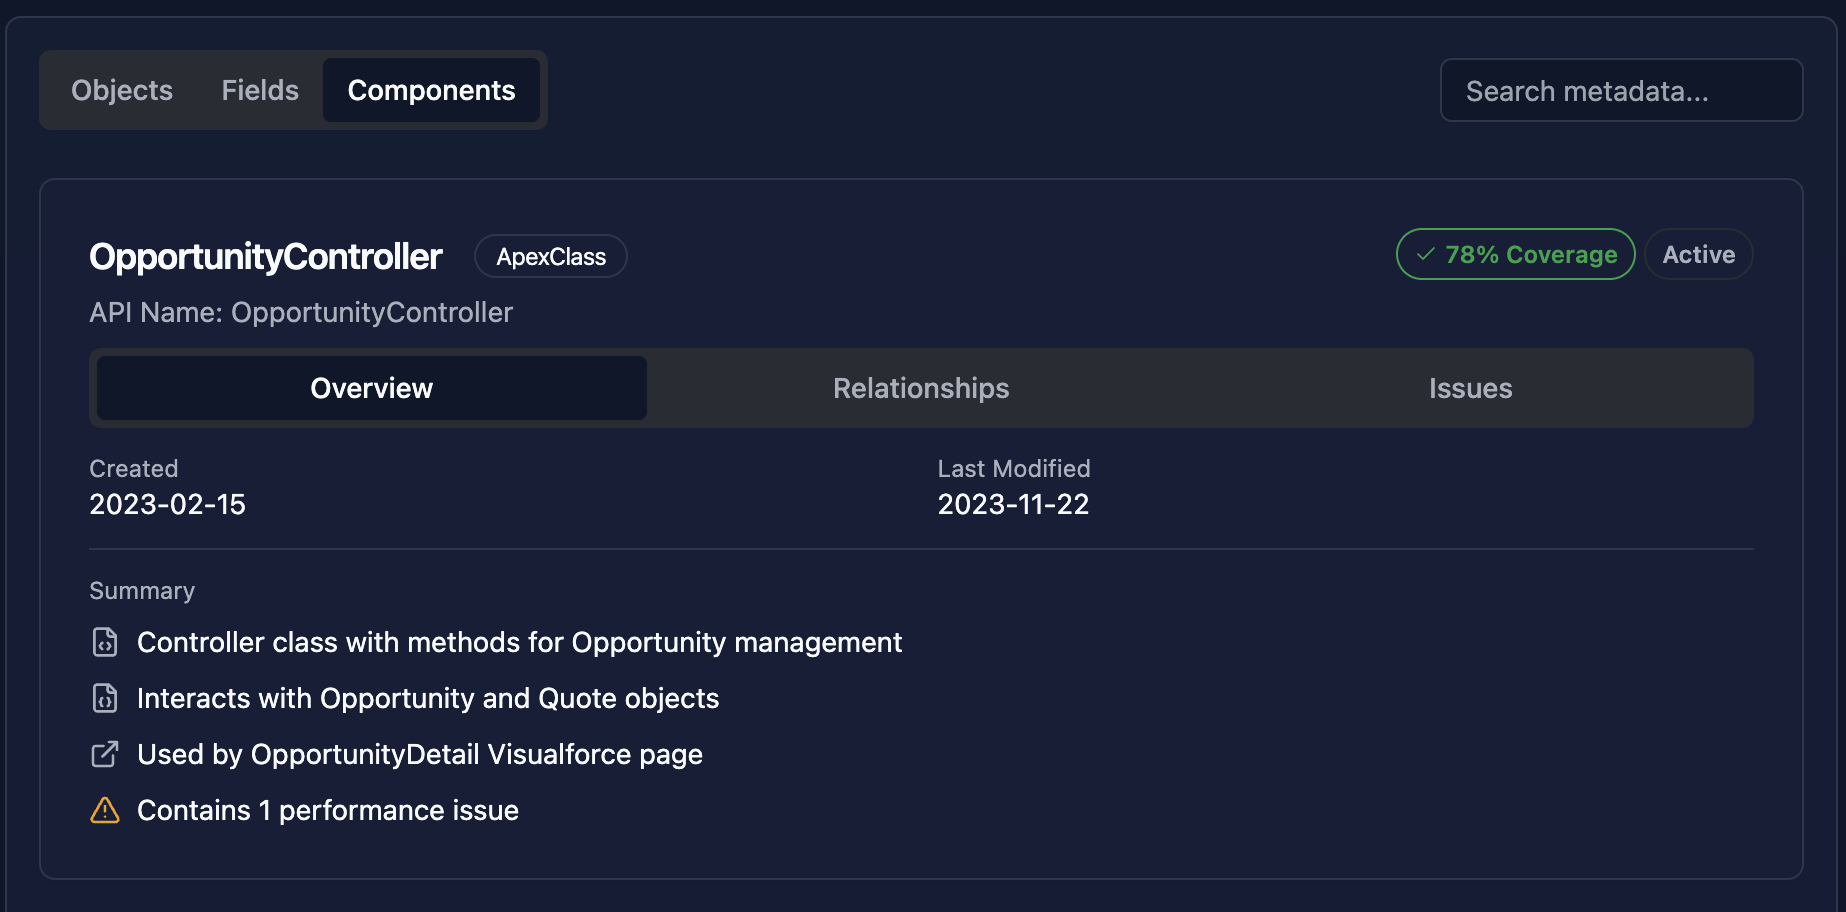 Objects Fields Components Search metadata...
OpportunityController ApexClass 78% Coverage Active
API Name: OpportunityController
Overview Relationships Issues
Created Last Modified
2023-02-15 2023-11-22
Summary
Controller class with methods for Opportunity management
Interacts with Opportunity and Quote objects
Used by OpportunityDetail Visualforce page
Contains 1 performance issue